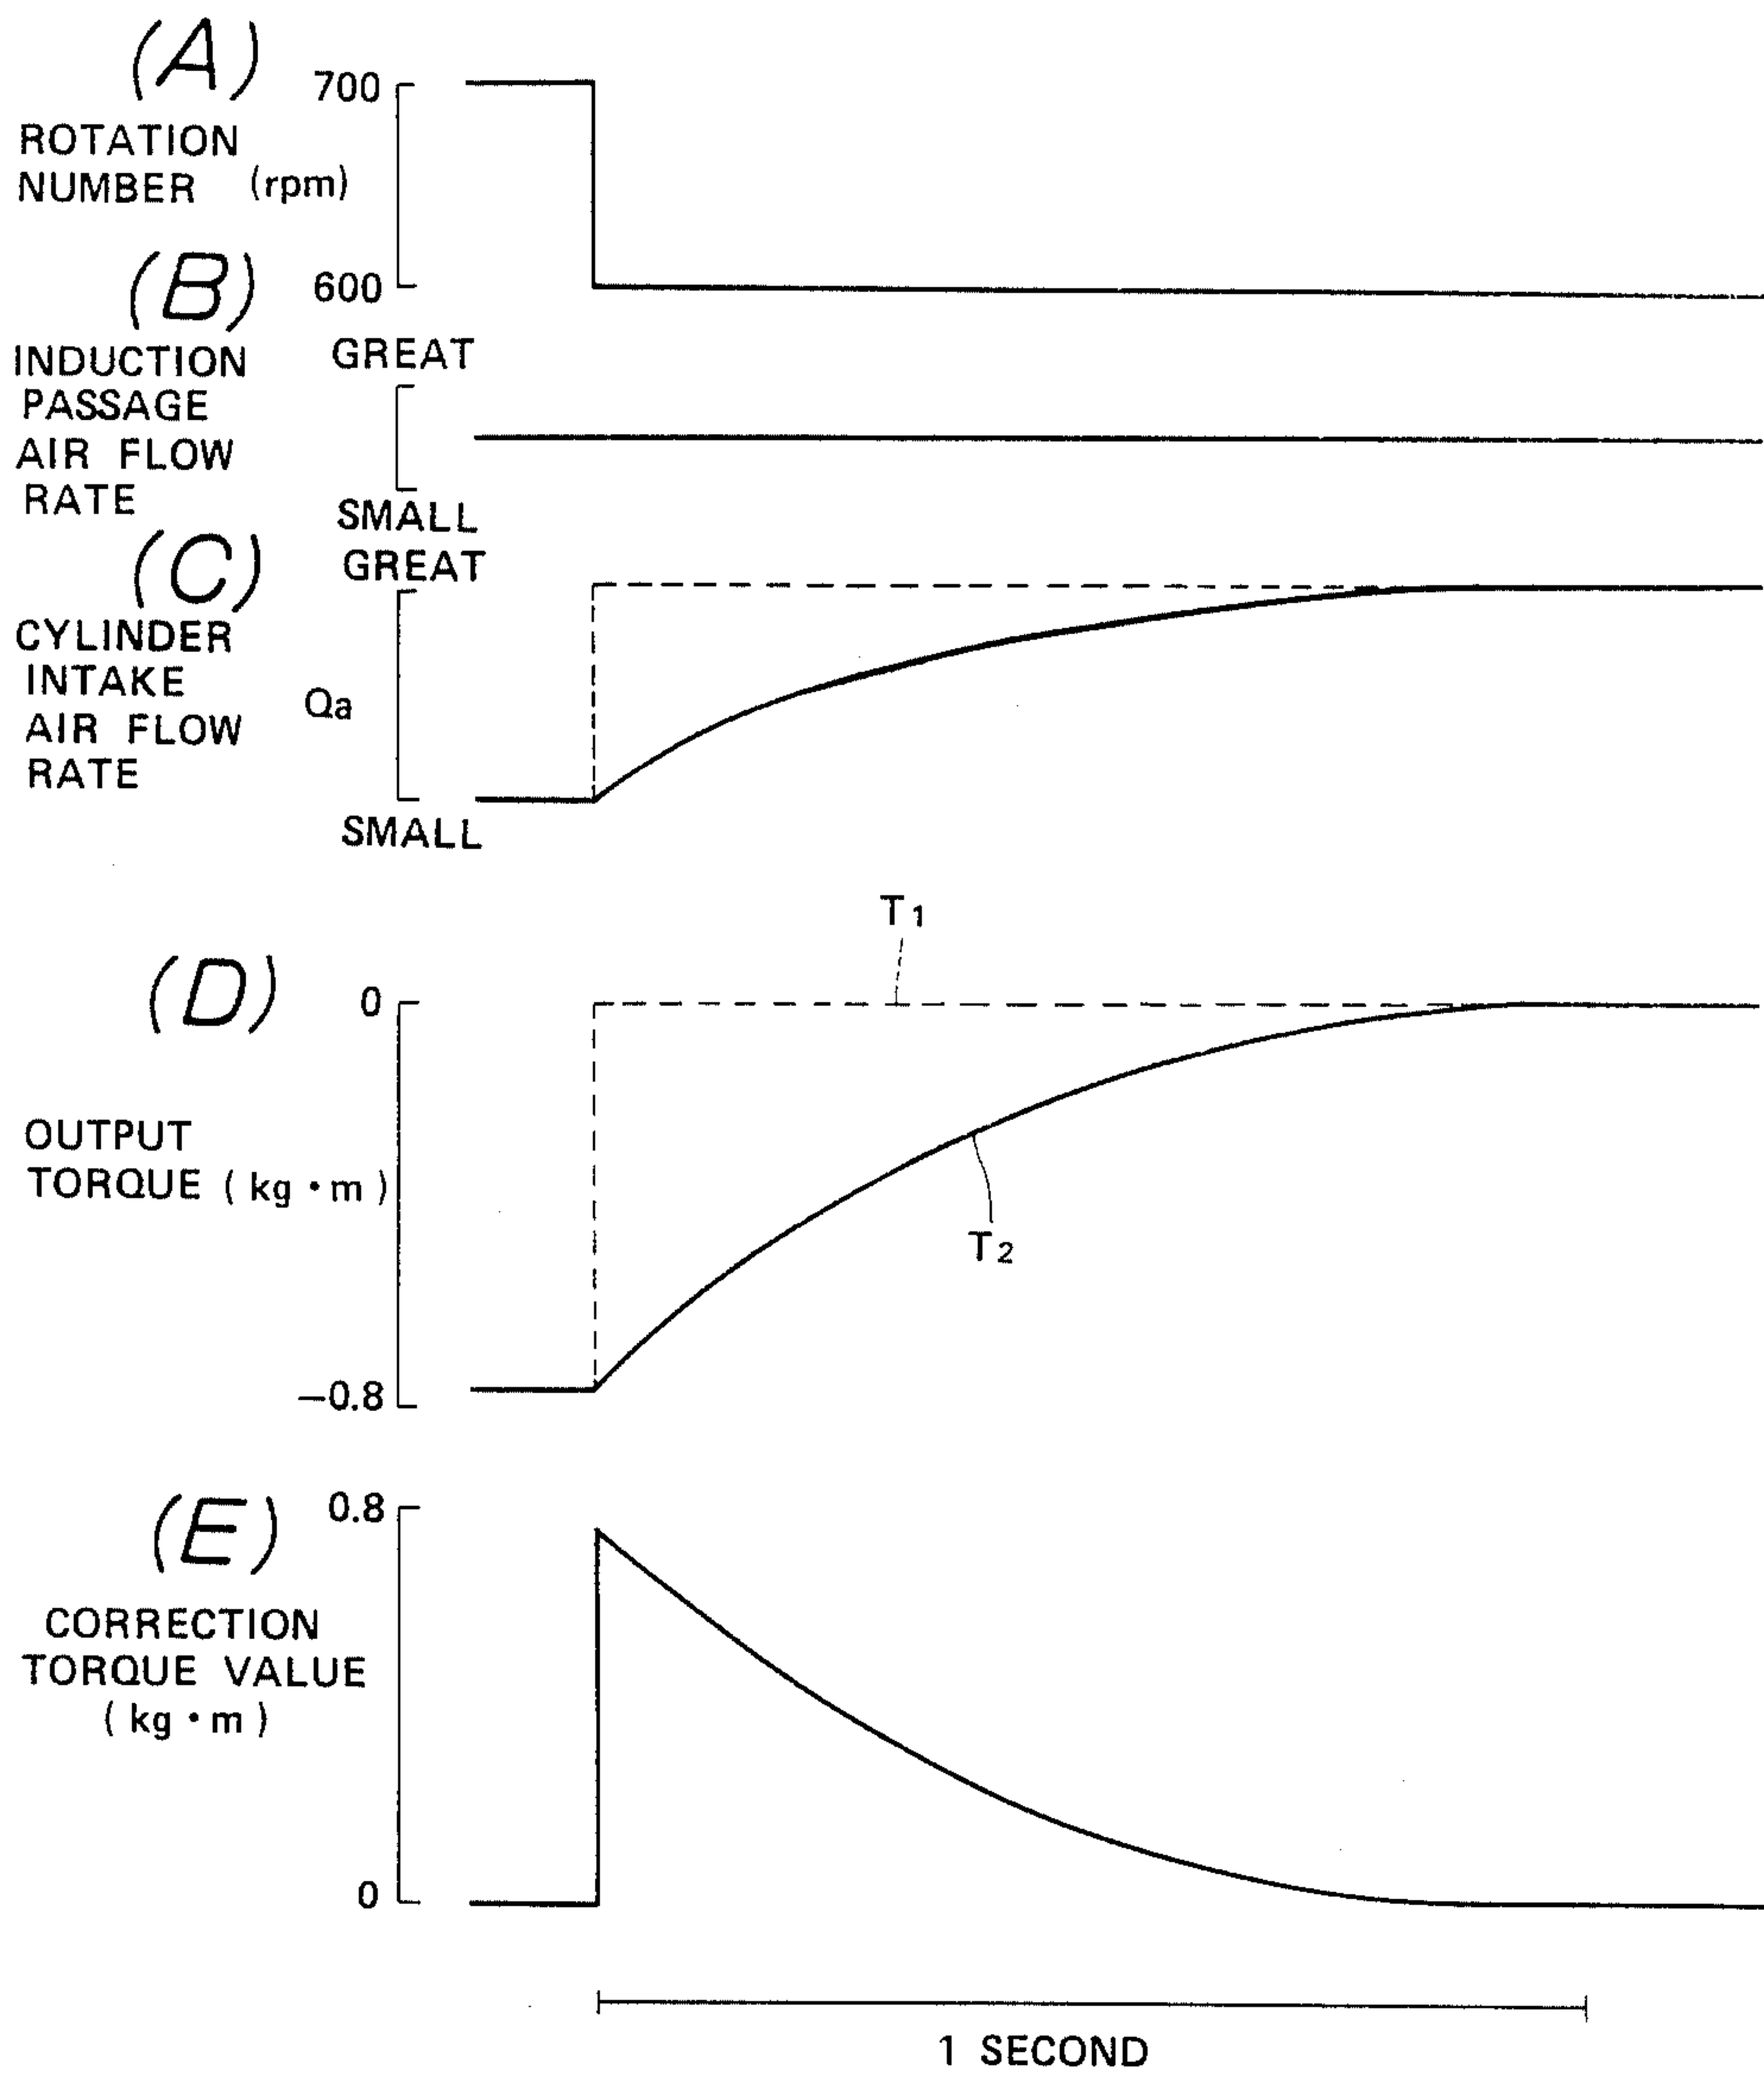 (A)
700
ROTATION
NUMBER (rpm)
600
(B)
GREAT
INDUCTION
PASSAGE
AIR FLOW
RATE
SMALL
(C)
GREAT
CYLINDER
INTAKE
Qa
AIR FLOW
RATE
SMALL
T1
(D)
0
OUTPUT
TORQUE (kg・m)
T2
−0.8
(E)
0.8
CORRECTION
TORQUE VALUE
(kg・m)
0
1 SECOND